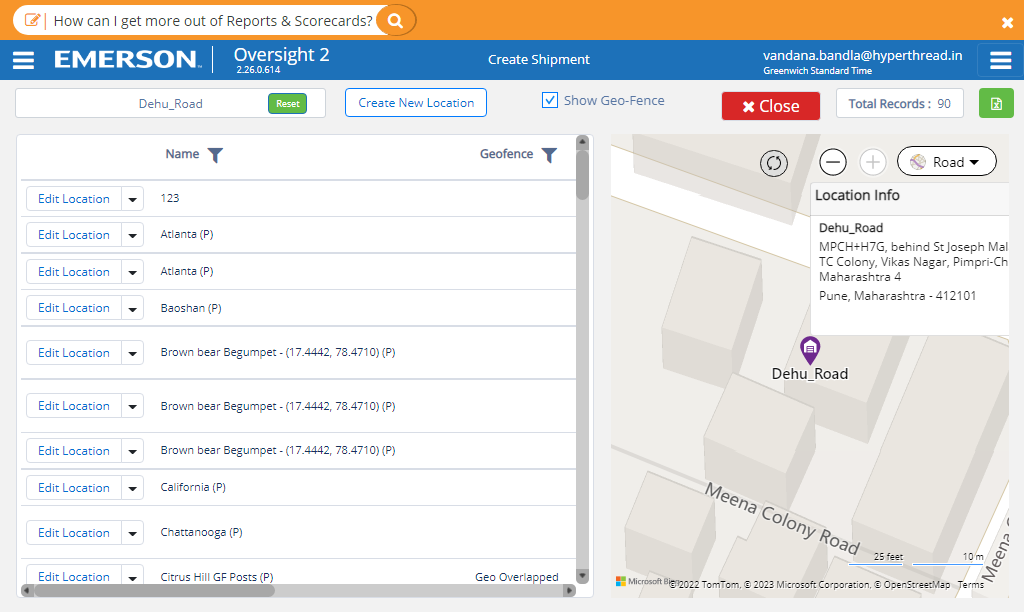 How can I get more out of Reports & Scorecards?
EMERSON
Oversight 2
2.26.0.614
Create Shipment
vandana.bandla@hyperthread.in
Greenwich Standard Time
Dehu_Road
Reset
Create New Location
Show Geo-Fence
Close
Total Records : 90
Name
Geofence
Edit Location 123
Edit Location Atlanta (P)
Edit Location Atlanta (P)
Edit Location Baoshan (P)
Edit Location Brown bear Begumpet - (17.4442, 78.4710) (P)
Edit Location Brown bear Begumpet - (17.4442, 78.4710) (P)
Edit Location Brown bear Begumpet - (17.4442, 78.4710) (P)
Edit Location California (P)
Edit Location Chattanooga (P)
Edit Location Citrus Hill GF Posts (P) Geo Overlapped
Road
Location Info
Dehu_Road
MPCH+H7G, behind St Joseph Mal
TC Colony, Vikas Nagar, Pimpri-Ch
Maharashtra 4
Pune, Maharashtra - 412101
Dehu_Road
Meena Colony Road
Meena
25 feet
10 m
Microsoft
© 2022 TomTom, © 2023 Microsoft Corporation, © OpenStreetMap Terms